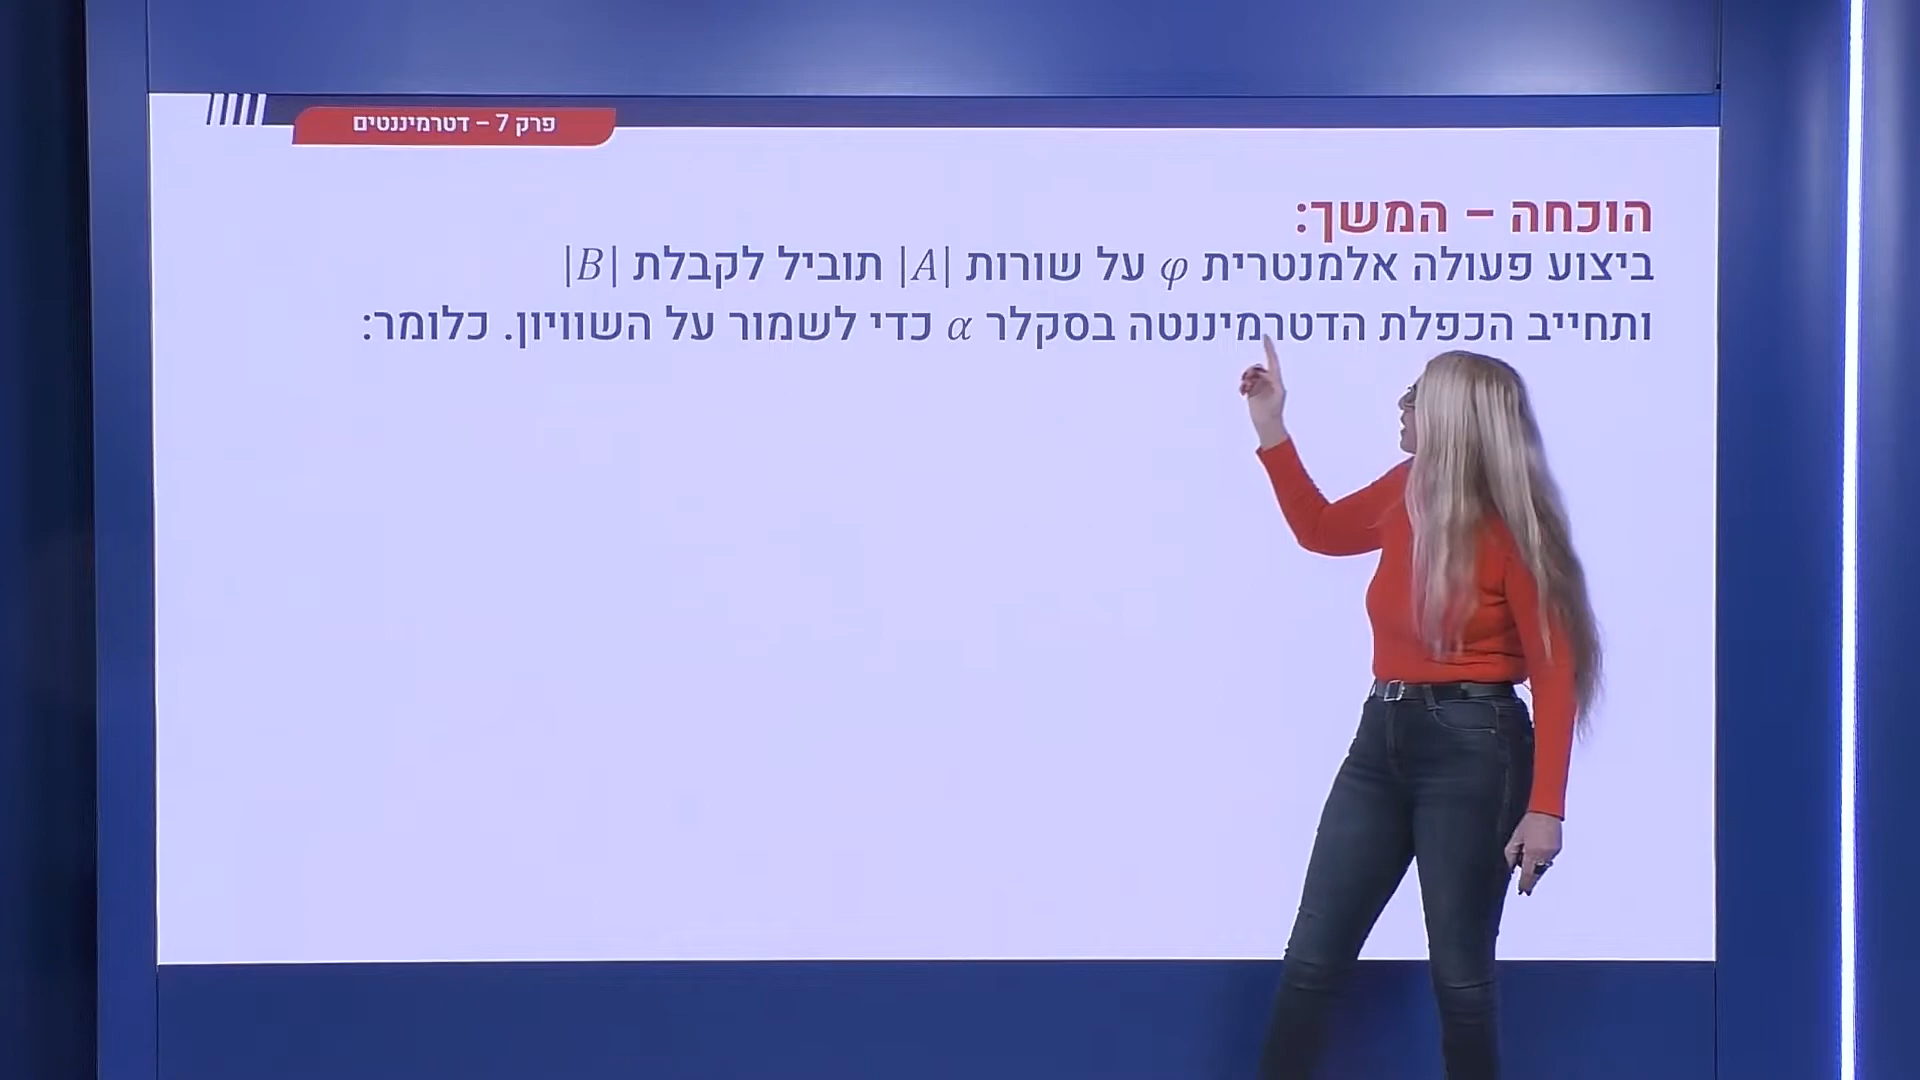 פרק 7 – דטרמיננטים
הוכחה – המשך:
ביצוע פעולה אלמנטרית φ על שורות |A| תוביל לקבלת |B|
ותחייב הכפלת הדטרמיננטה בסקלר α כדי לשמור על השוויון. כלומר: